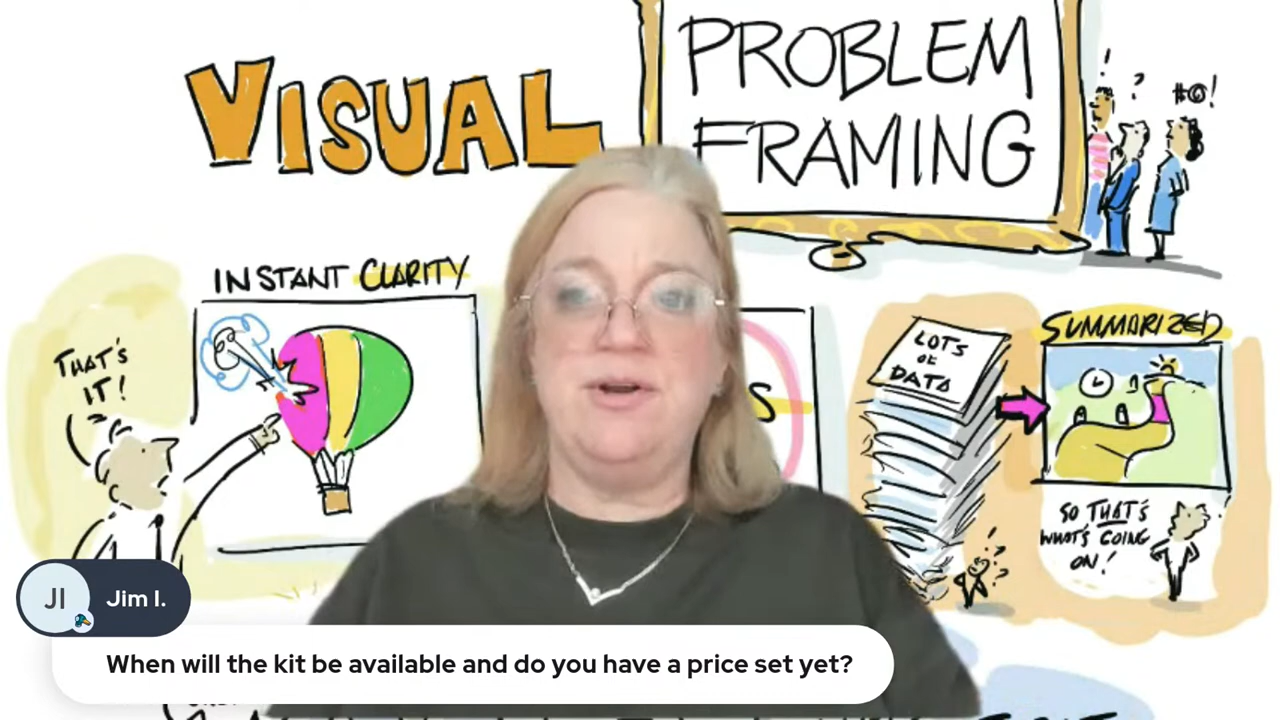 VISUAL
PROBLEM
FRAMING
! ? #@!
INSTANT CLARITY
THAT'S
IT!
S
LOTS
OF
DATA
SUMMARIZED
SO THAT'S
WHAT'S GOING
ON!
JI Jim I.
When will the kit be available and do you have a price set yet?